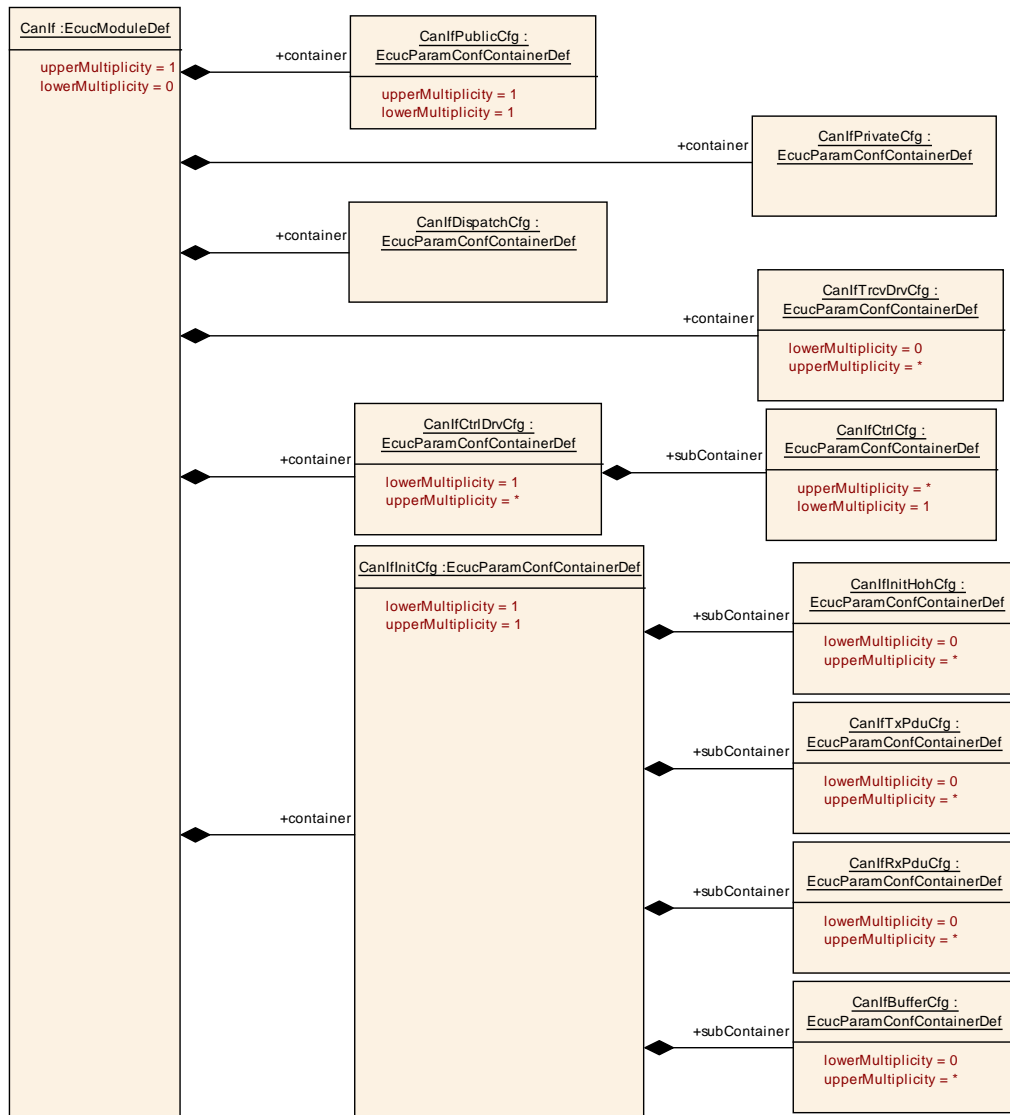 CanIf :EcucModuleDef
upperMultiplicity = 1
lowerMultiplicity = 0
+container
CanIfPublicCfg :
EcucParamConfContainerDef
upperMultiplicity = 1
lowerMultiplicity = 1
+container
CanIfPrivateCfg :
EcucParamConfContainerDef
+container
CanIfDispatchCfg :
EcucParamConfContainerDef
+container
CanIfTrcvDrvCfg :
EcucParamConfContainerDef
lowerMultiplicity = 0
upperMultiplicity = *
+container
CanIfCtrlDrvCfg :
EcucParamConfContainerDef
lowerMultiplicity = 1
upperMultiplicity = *
+subContainer
CanIfCtrlCfg :
EcucParamConfContainerDef
upperMultiplicity = *
lowerMultiplicity = 1
+container
CanIfInitCfg :EcucParamConfContainerDef
lowerMultiplicity = 1
upperMultiplicity = 1
+subContainer
CanIfInitHohCfg :
EcucParamConfContainerDef
lowerMultiplicity = 0
upperMultiplicity = *
+subContainer
CanIfTxPduCfg :
EcucParamConfContainerDef
lowerMultiplicity = 0
upperMultiplicity = *
+subContainer
CanIfRxPduCfg :
EcucParamConfContainerDef
lowerMultiplicity = 0
upperMultiplicity = *
+subContainer
CanIfBufferCfg :
EcucParamConfContainerDef
lowerMultiplicity = 0
upperMultiplicity = *